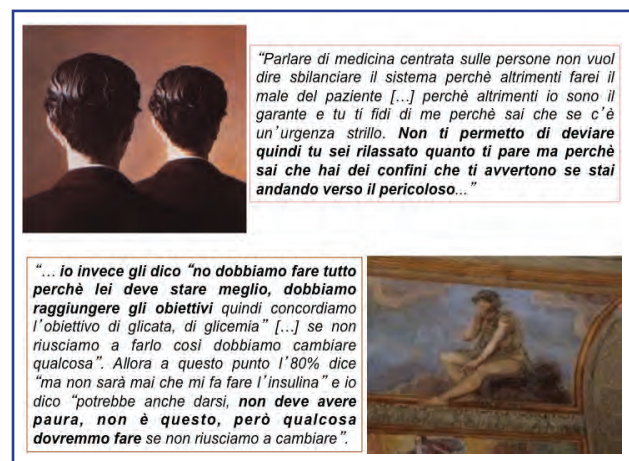 “Parlare di medicina centrata sulle persone non vuol
dire sbilanciare il sistema perchè altrimenti farei il
male del paziente [...] perchè altrimenti io sono il
garante e tu ti fidi di me perchè sai che se c’è
un’urgenza strillo. Non ti permetto di deviare
quindi tu sei rilassato quanto ti pare ma perchè
sai che hai dei confini che ti avvertono se stai
andando verso il pericoloso...”
“... io invece gli dico “no dobbiamo fare tutto
perchè lei deve stare meglio, dobbiamo
raggiungere gli obiettivi quindi concordiamo
l’obiettivo di glicata, di glicemia” [...] se non
riusciamo a farlo così dobbiamo cambiare
qualcosa”. Allora a questo punto l’80% dice
“ma non sarà mai che mi fa fare l’insulina” e io
dico “potrebbe anche darsi, non deve avere
paura, non è questo, però qualcosa
dovremmo fare se non riusciamo a cambiare”.